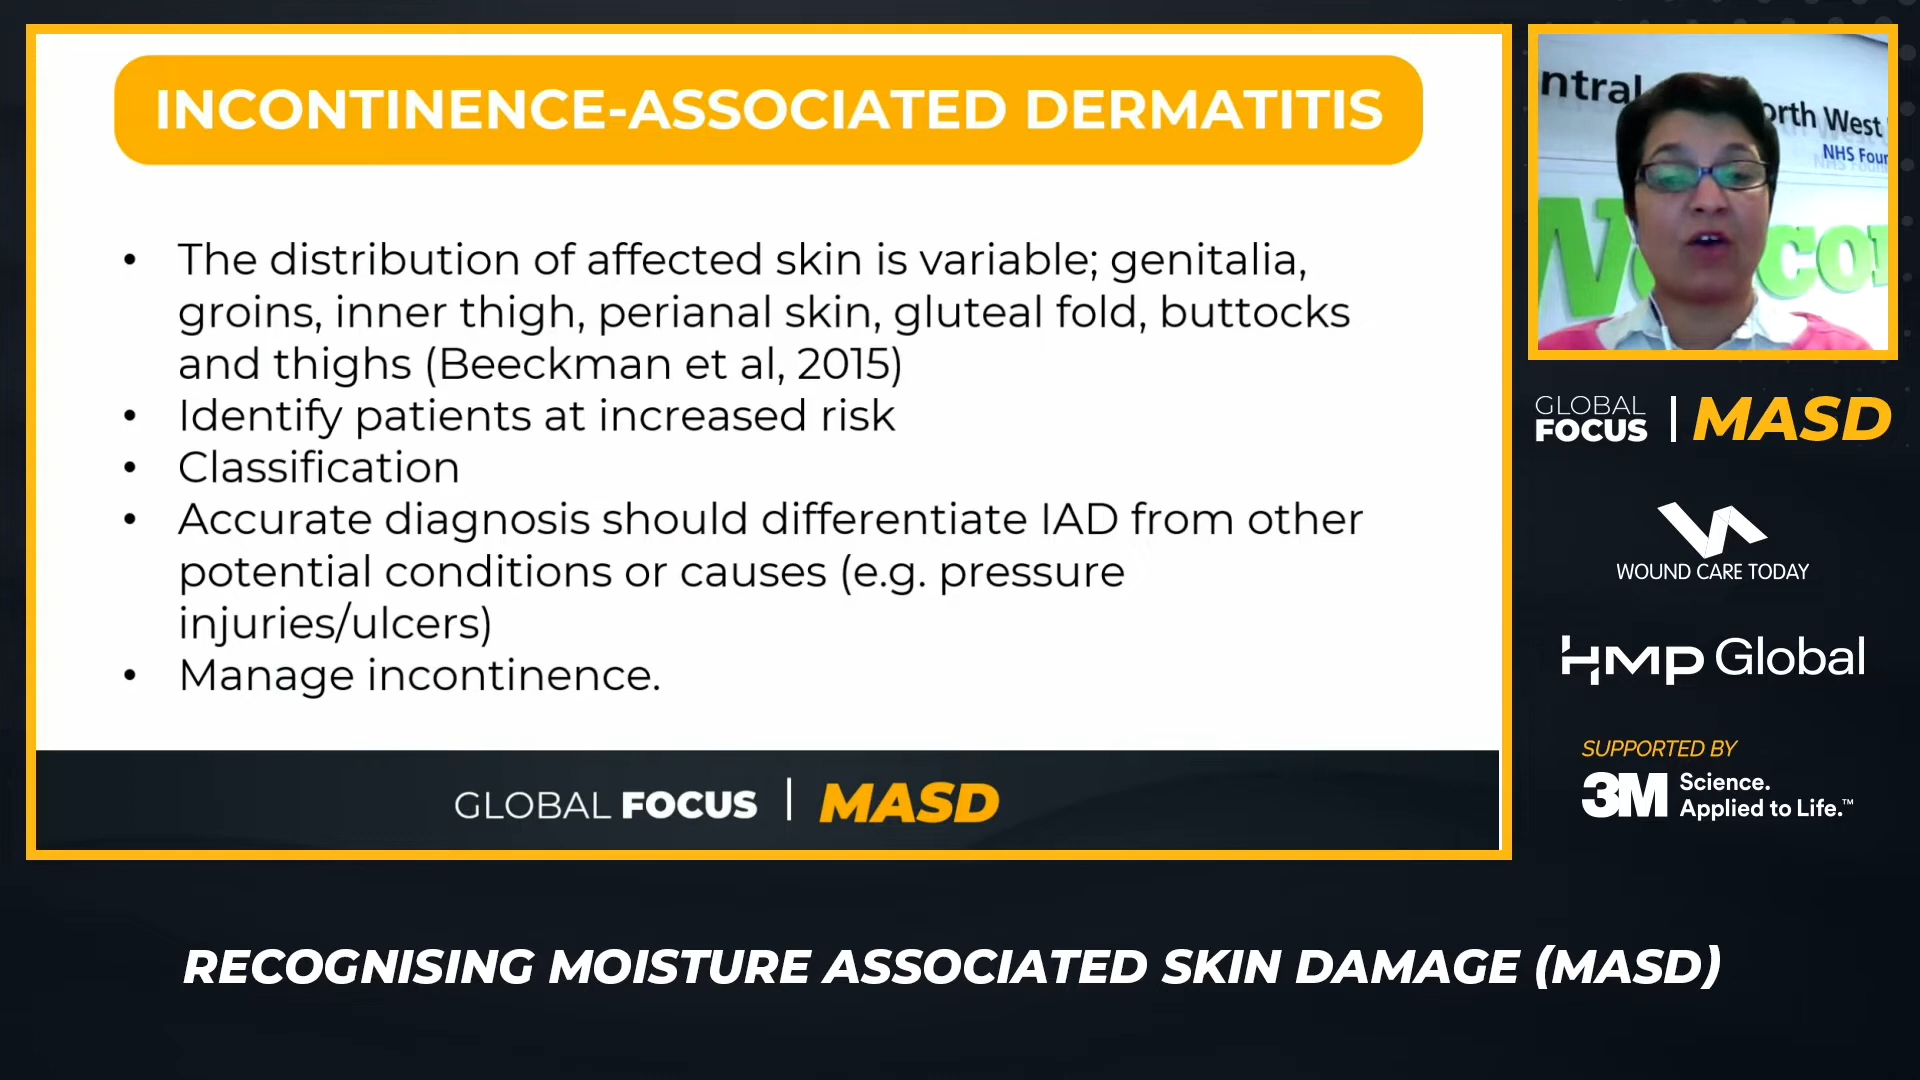 INCONTINENCE-ASSOCIATED DERMATITIS
• The distribution of affected skin is variable; genitalia,
groins, inner thigh, perianal skin, gluteal fold, buttocks
and thighs (Beeckman et al, 2015)
• Identify patients at increased risk
• Classification
• Accurate diagnosis should differentiate IAD from other
potential conditions or causes (e.g. pressure
injuries/ulcers)
• Manage incontinence.
GLOBAL FOCUS | MASD
ntral
orth West
NHS Foun
GLOBAL
FOCUS | MASD
WOUND CARE TODAY
HMP Global
SUPPORTED BY
3M Science.
Applied to Life.™
RECOGNISING MOISTURE ASSOCIATED SKIN DAMAGE (MASD)